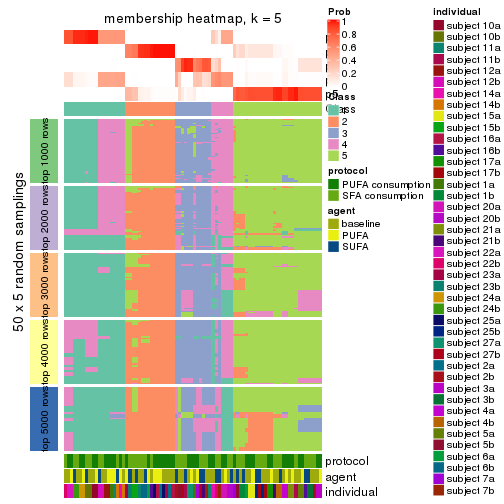 membership heatmap, k = 5
50 x 5 random samplings
top 1000 rows
top 2000 rows
top 3000 rows
top 4000 rows
top 5000 rows
protocol
agent
individual
Prob
1
0.8
0.6
0.4
0.2
0
Class
1
2
3
4
5
protocol
PUFA consumption
SFA consumption
agent
baseline
PUFA
SUFA
individual
subject 10a
subject 10b
subject 11a
subject 11b
subject 12a
subject 12b
subject 14a
subject 14b
subject 15a
subject 15b
subject 16a
subject 16b
subject 17a
subject 17b
subject 1a
subject 1b
subject 20a
subject 20b
subject 21a
subject 21b
subject 22a
subject 22b
subject 23a
subject 23b
subject 24a
subject 24b
subject 25a
subject 25b
subject 27a
subject 27b
subject 2a
subject 2b
subject 3a
subject 3b
subject 4a
subject 4b
subject 5a
subject 5b
subject 6a
subject 6b
subject 7a
subject 7b